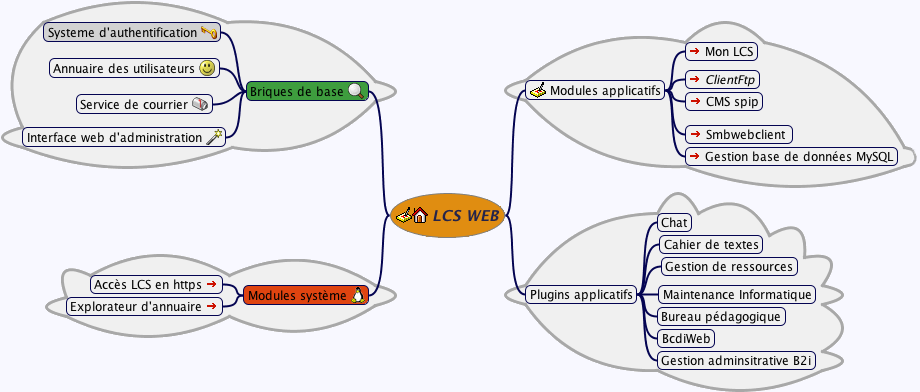 LCS WEB
Briques de base
Systeme d'authentification
Annuaire des utilisateurs
Service de courrier
Interface web d'administration
Modules système
Accès LCS en https
Explorateur d'annuaire
Modules applicatifs
Mon LCS
ClientFtp
CMS spip
Smbwebclient
Gestion base de données MySQL
Plugins applicatifs
Chat
Cahier de textes
Gestion de ressources
Maintenance Informatique
Bureau pédagogique
BcdiWeb
Gestion adminsitrative B2i